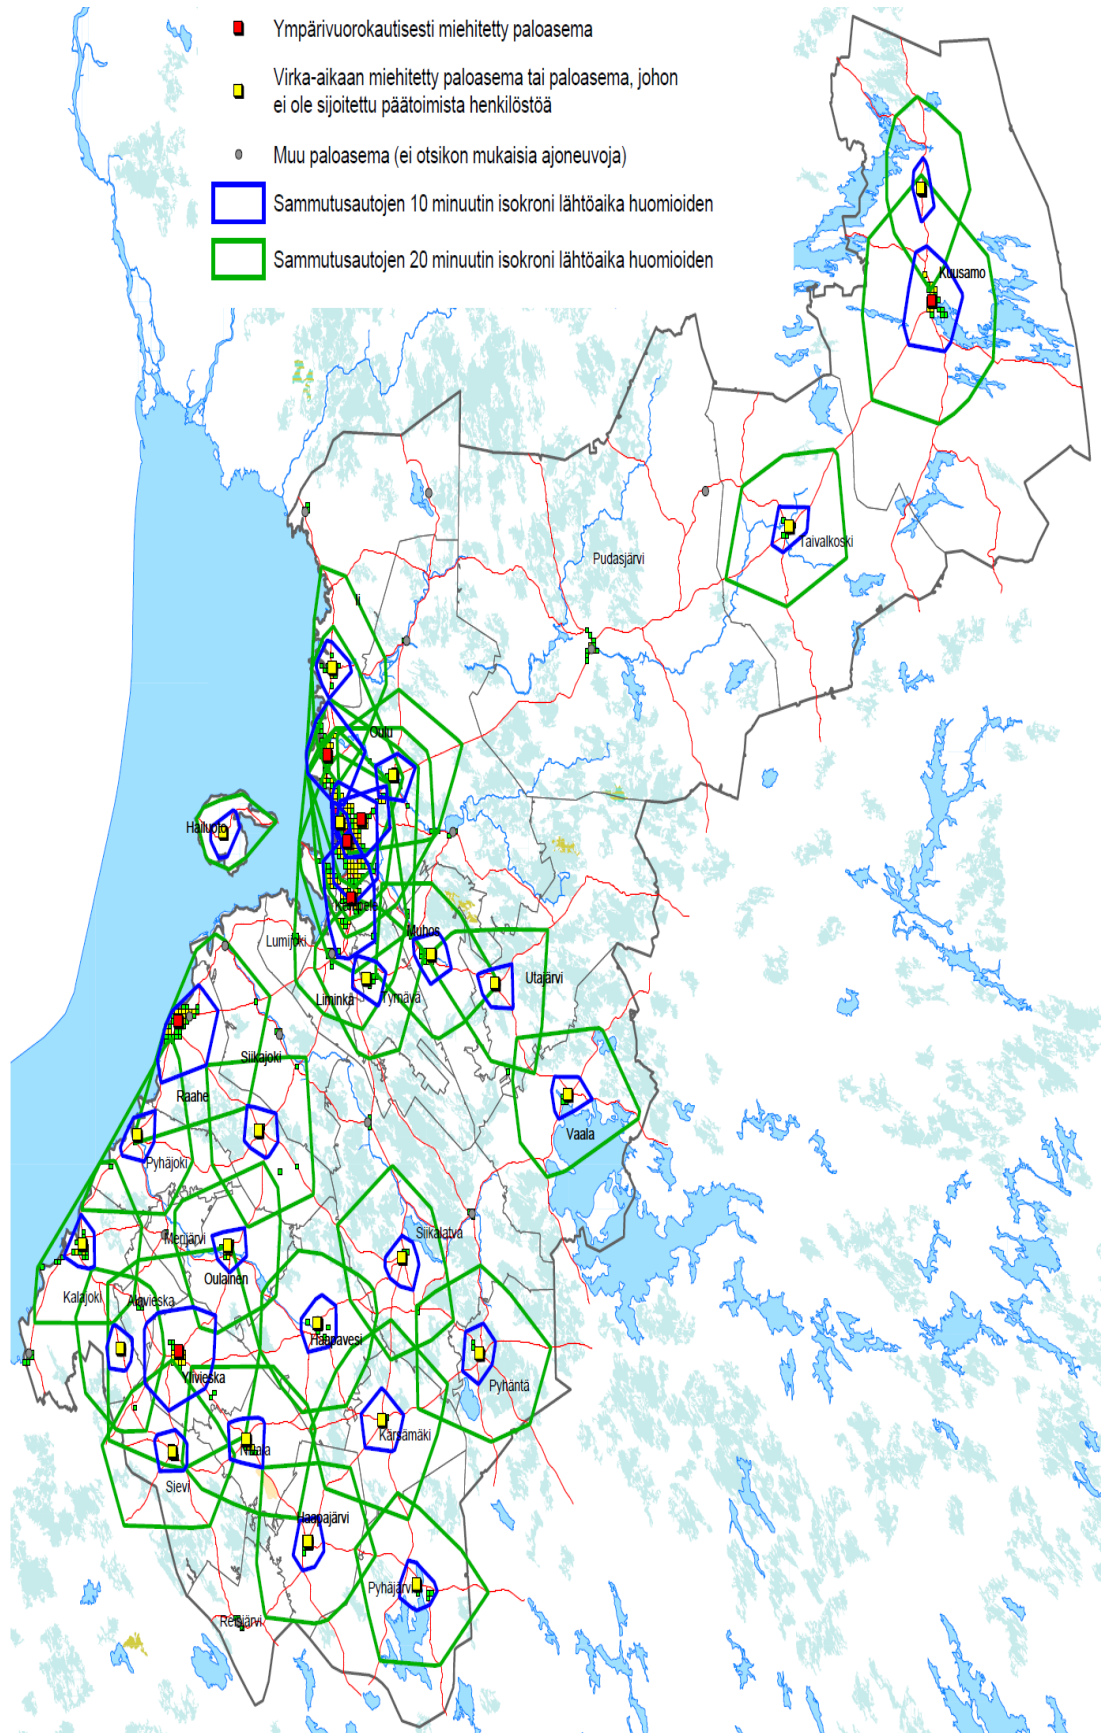 Ympärivuorokautisesti miehitetty paloasema
Virka-aikaan miehitetty paloasema tai paloasema, johon
ei ole sijoitettu päätoimista henkilöstöä
Muu paloasema (ei otsikon mukaisia ajoneuvoja)
Sammutusautojen 10 minuutin isokroni lähtöaika huomioiden
Sammutusautojen 20 minuutin isokroni lähtöaika huomioiden
Kuusamo
Taivalkoski
Pudasjärvi
Ii
Oulu
Hailuoto
Kempele
Lumijoki
Muhos
Liminka
Tyrnävä
Utajärvi
Siikajoki
Raahe
Vaala
Pyhäjoki
Merijärvi
Siikalatva
Oulainen
Kalajoki
Alavieska
Haapavesi
Ylivieska
Pyhäntä
Kärsämäki
Nivala
Sievi
Haapajärvi
Pyhäjärvi
Reisjärvi